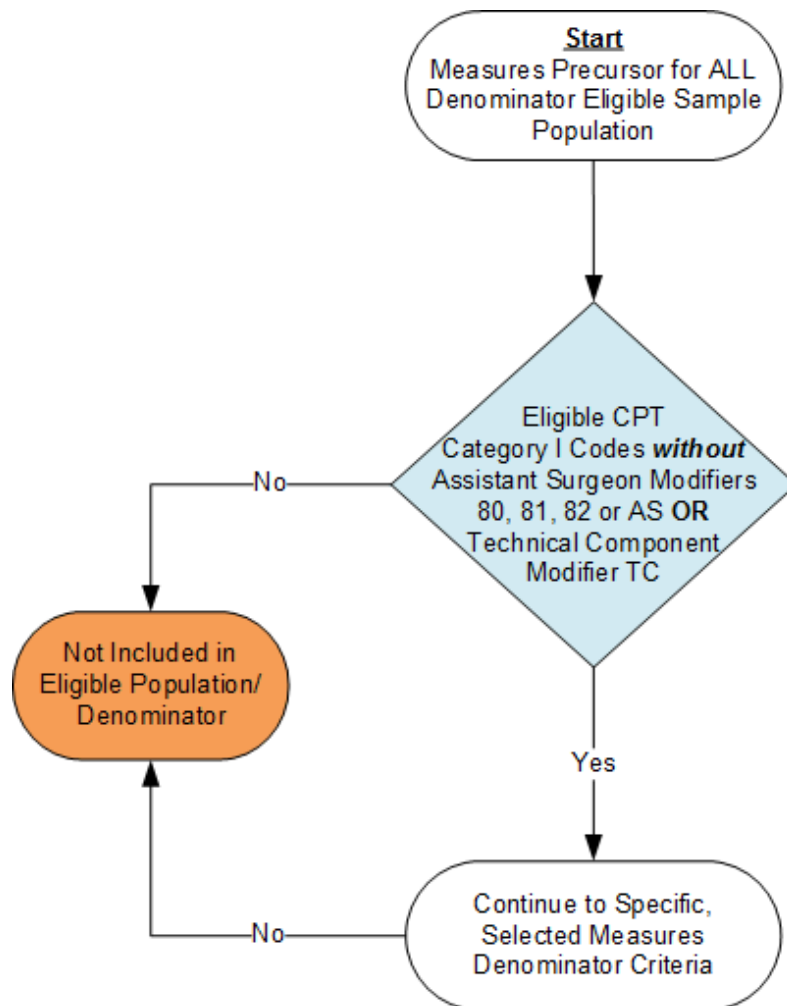 Start
Measures Precursor for ALL
Denominator Eligible Sample
Population
Eligible CPT
Category I Codes without
Assistant Surgeon Modifiers
80, 81, 82 or AS OR
Technical Component
Modifier TC
No
Not Included in
Eligible Population/
Denominator
Yes
Continue to Specific,
Selected Measures
Denominator Criteria
No